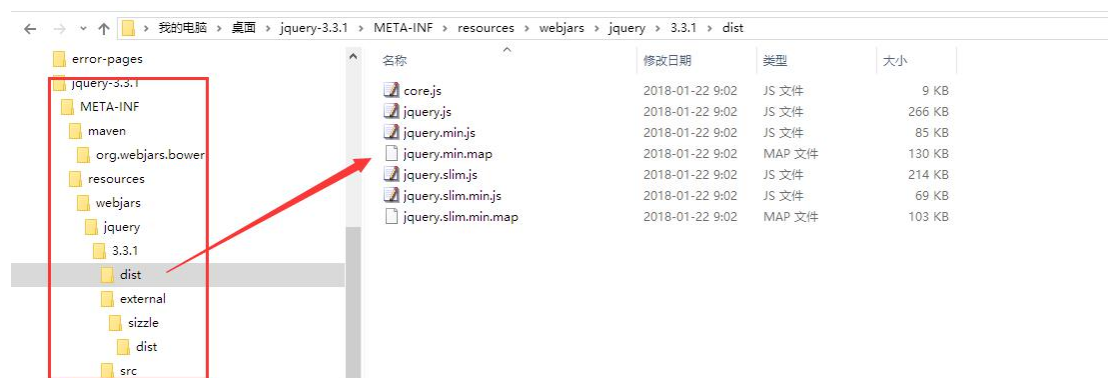 我的电脑 › 桌面 › jquery-3.3.1 › META-INF › resources › webjars › jquery › 3.3.1 › dist
error-pages
jquery-3.3.1
META-INF
maven
org.webjars.bower
resources
webjars
jquery
3.3.1
dist
external
sizzle
dist
src
名称 修改日期 类型 大小
core.js 2018-01-22 9:02 JS 文件 9 KB
jquery.js 2018-01-22 9:02 JS 文件 266 KB
jquery.min.js 2018-01-22 9:02 JS 文件 85 KB
jquery.min.map 2018-01-22 9:02 MAP 文件 130 KB
jquery.slim.js 2018-01-22 9:02 JS 文件 214 KB
jquery.slim.min.js 2018-01-22 9:02 JS 文件 69 KB
jquery.slim.min.map 2018-01-22 9:02 MAP 文件 103 KB